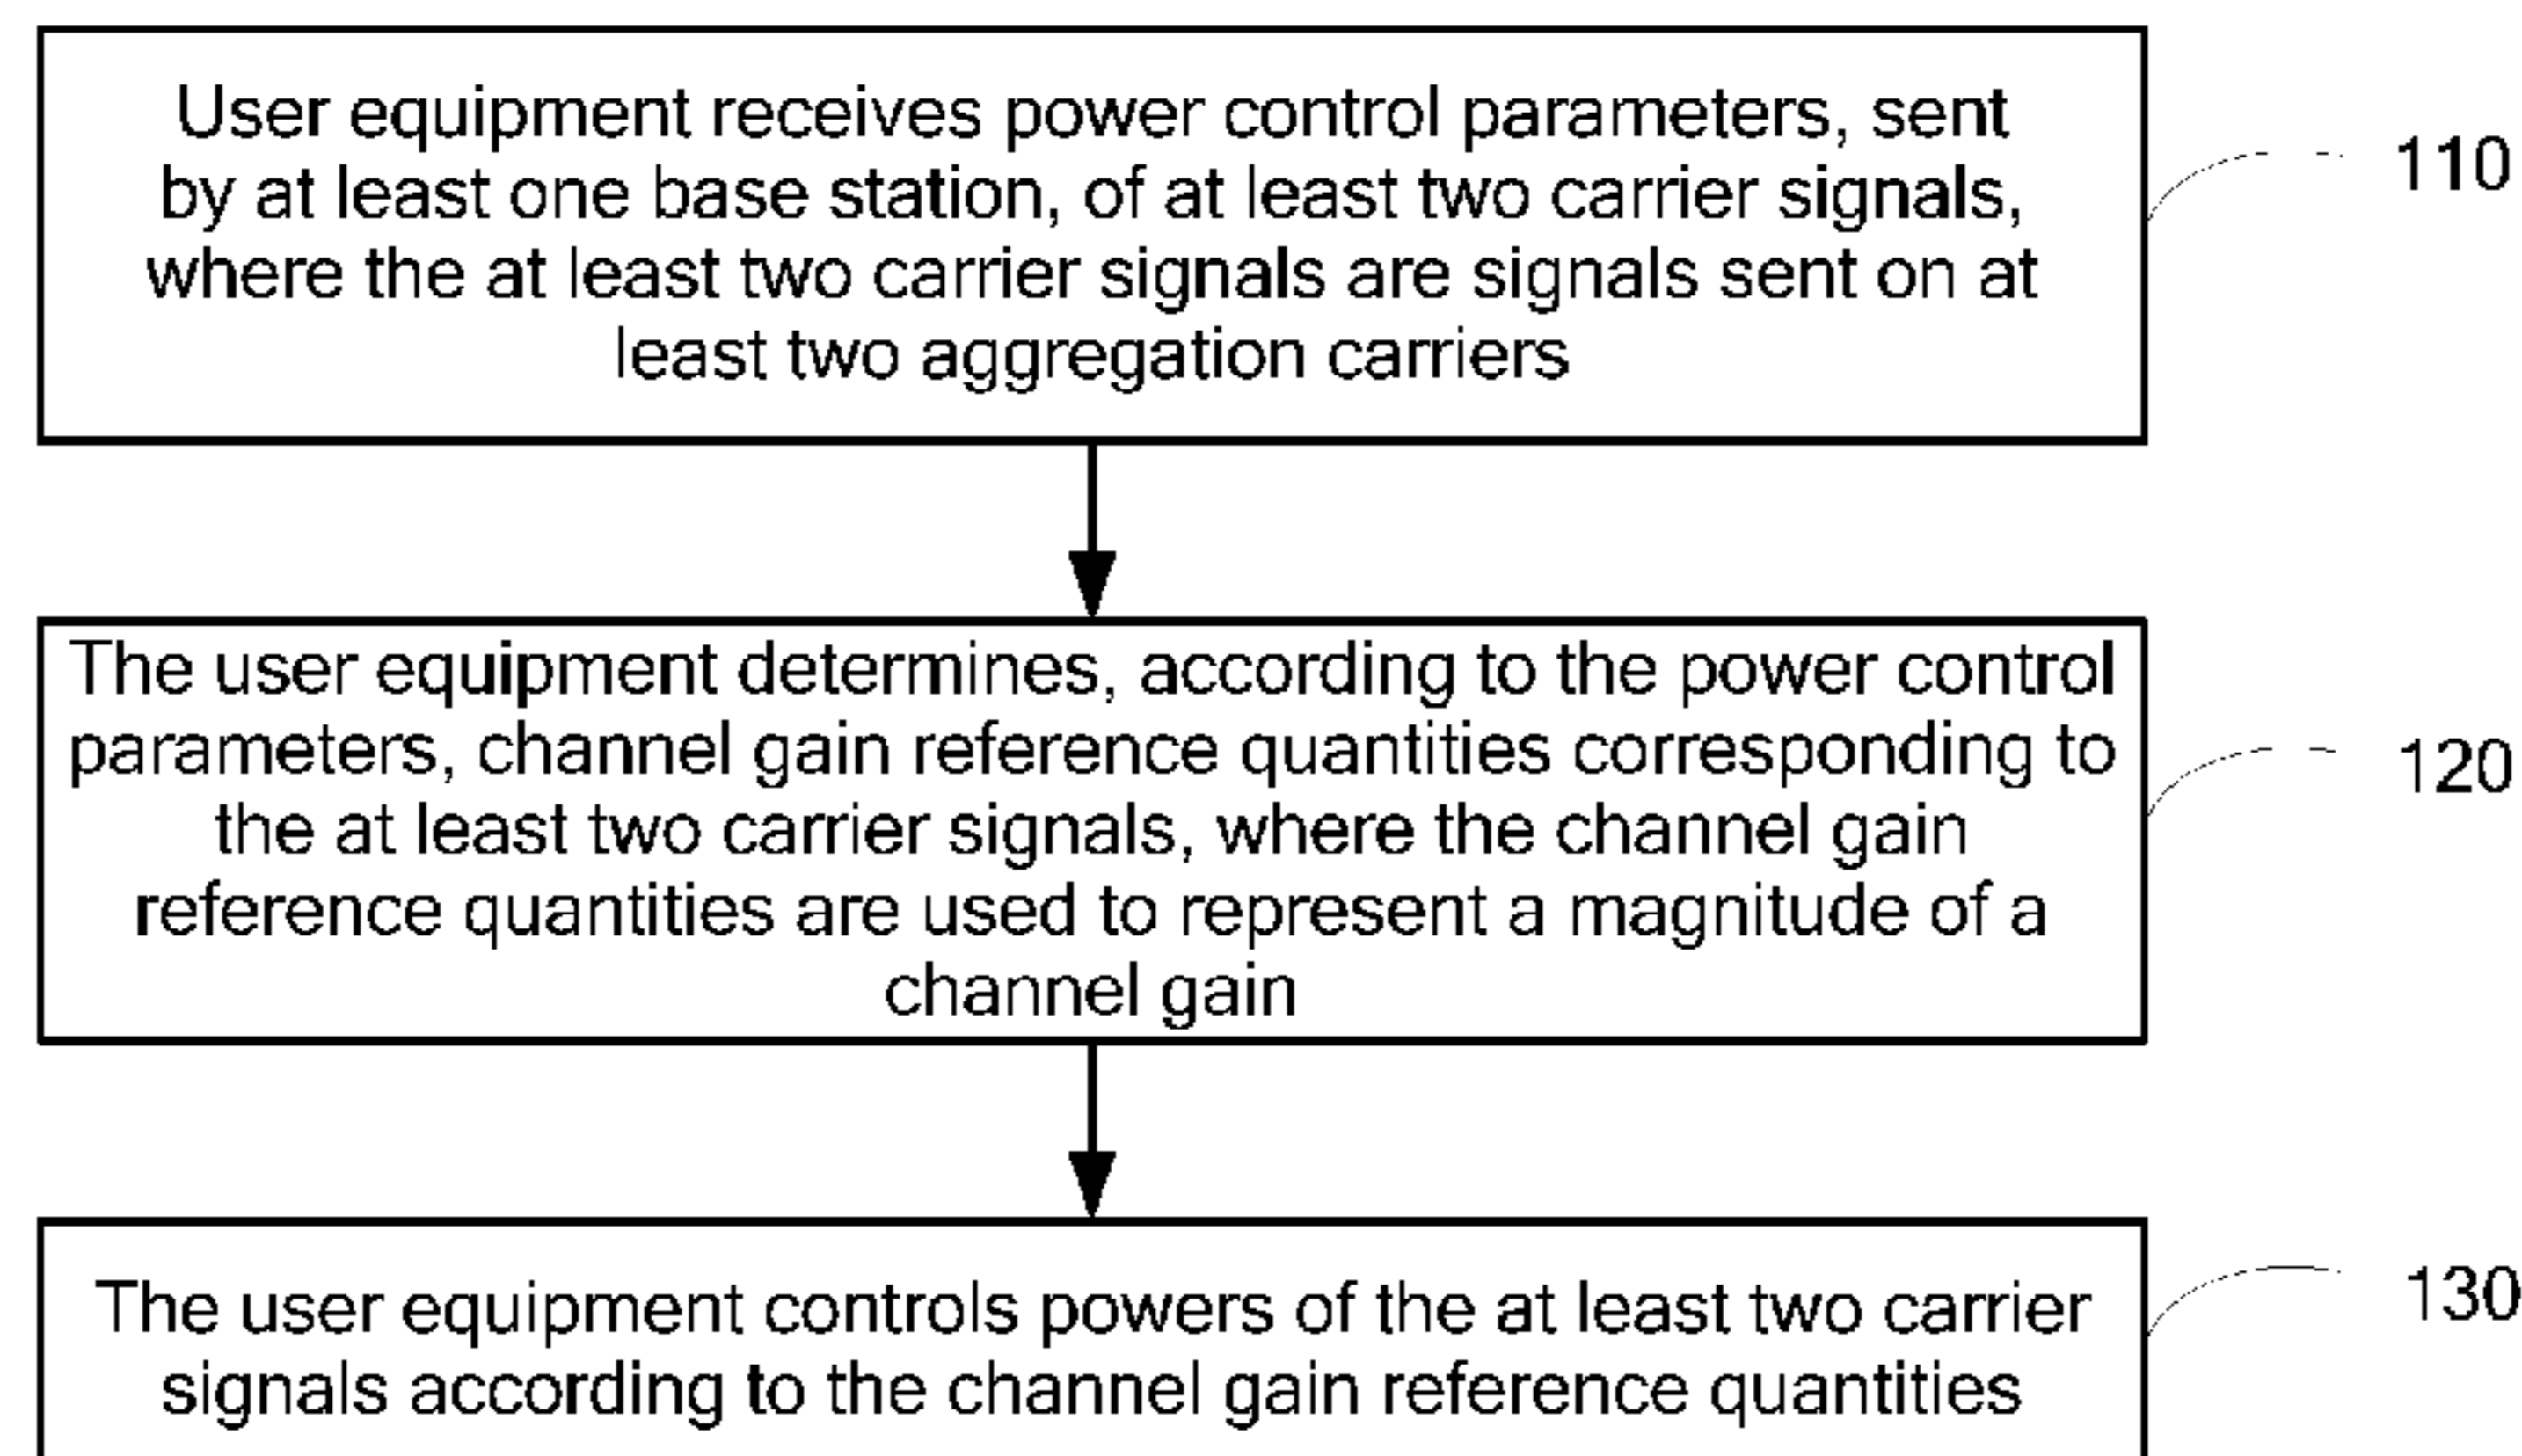 User equipment receives power control parameters, sent
by at least one base station, of at least two carrier signals,
where the at least two carrier signals are signals sent on at
least two aggregation carriers
110
The user equipment determines, according to the power control
parameters, channel gain reference quantities corresponding to
the at least two carrier signals, where the channel gain
reference quantities are used to represent a magnitude of a
channel gain
120
The user equipment controls powers of the at least two carrier
signals according to the channel gain reference quantities
130